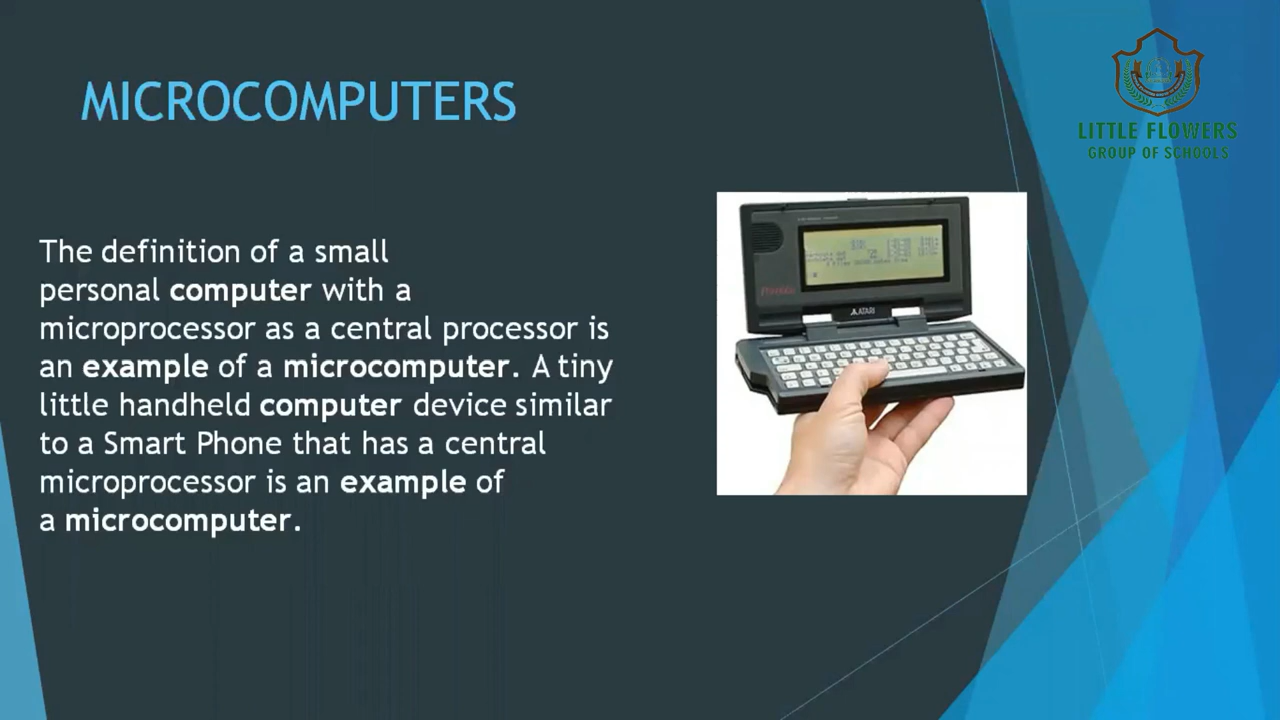 MICROCOMPUTERS
LITTLE FLOWERS
GROUP OF SCHOOLS
The definition of a small
personal computer with a
microprocessor as a central processor is
an example of a microcomputer. A tiny
little handheld computer device similar
to a Smart Phone that has a central
microprocessor is an example of
a microcomputer.
ATARI